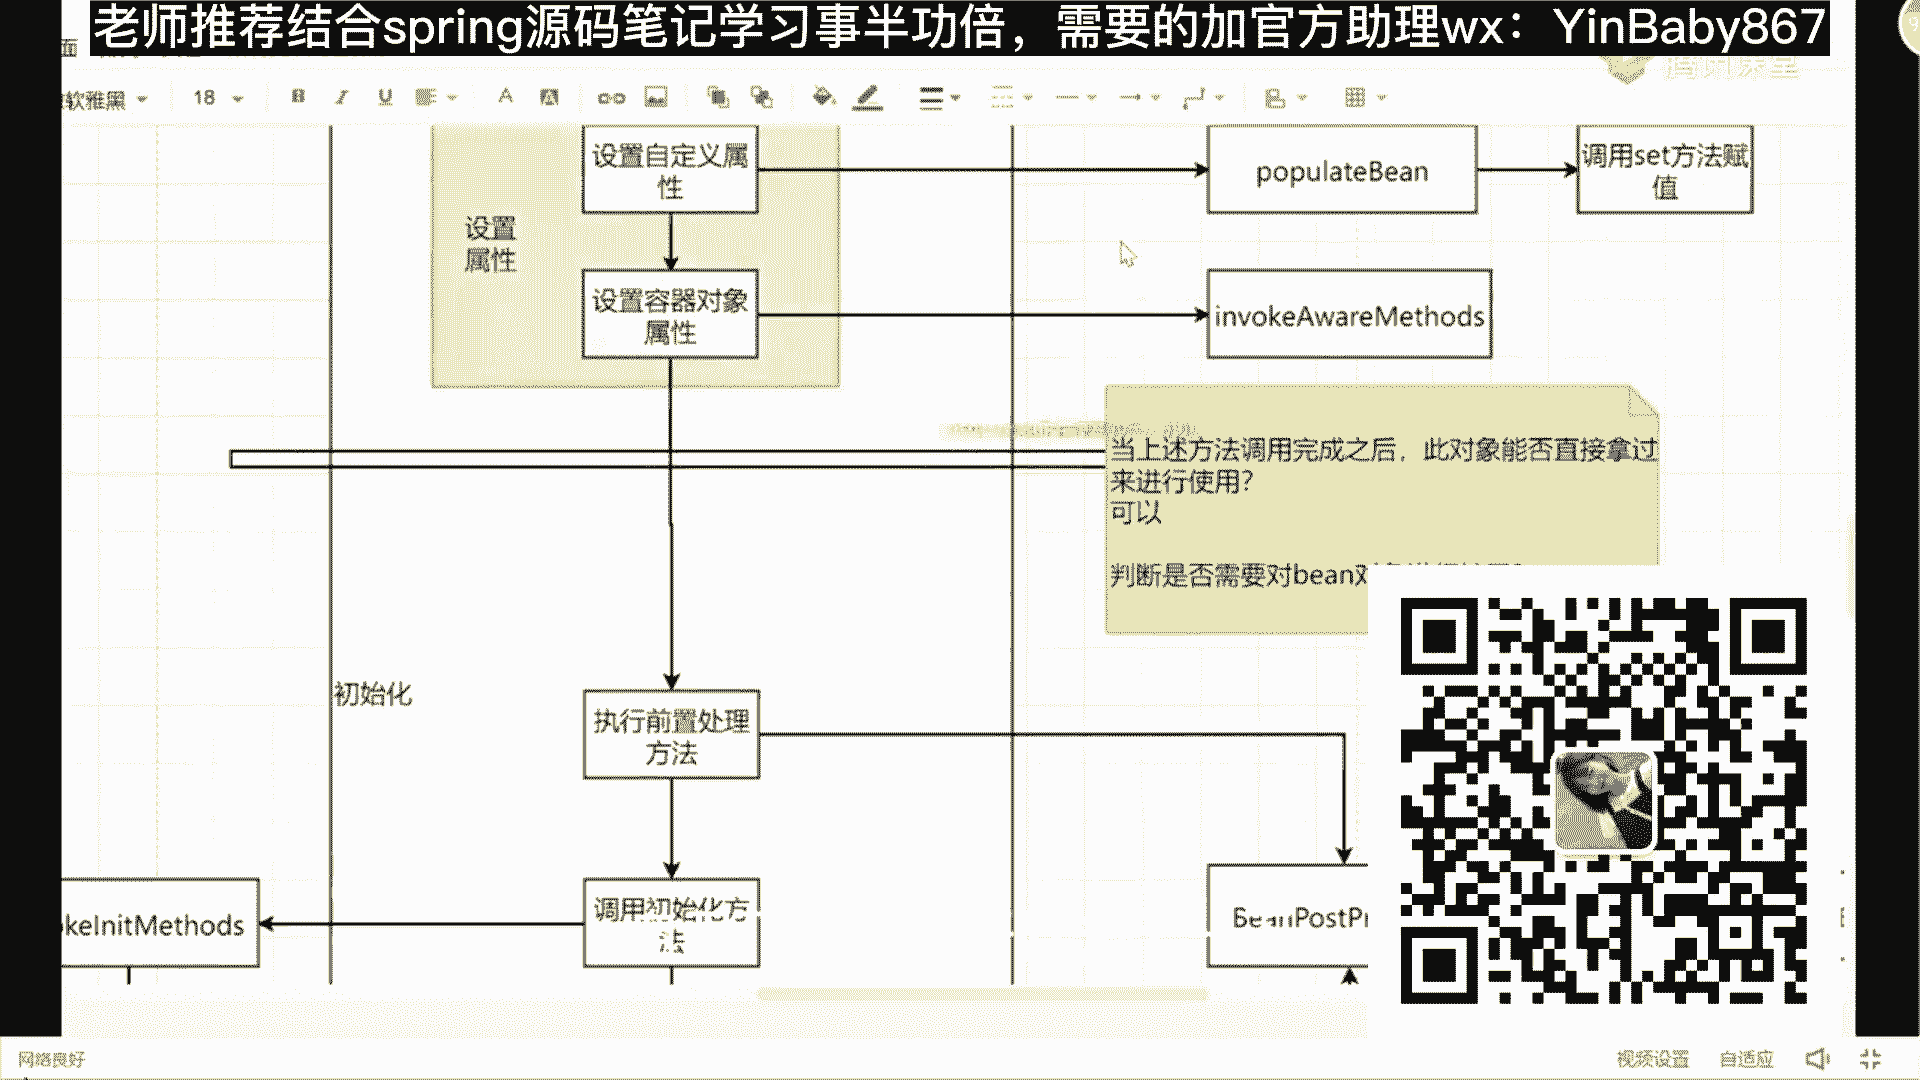 老师推荐结合spring源码笔记学习事半功倍，需要的加官方助理wx：YinBaby867
面
腾讯课堂
软雅黑
18
B
I
U
A
A
设置自定义属
性
populateBean
调用set方法赋
值
设置
属性
设置容器对象
属性
invokeAwareMethods
当上述方法调用完成之后，此对象能否直接拿过
来进行使用？
可以
判断是否需要对bean对
初始化
执行前置处理
方法
调用初始化方
法
keInitMethods
BeanPostPr
网络良好
视频设置
自适应